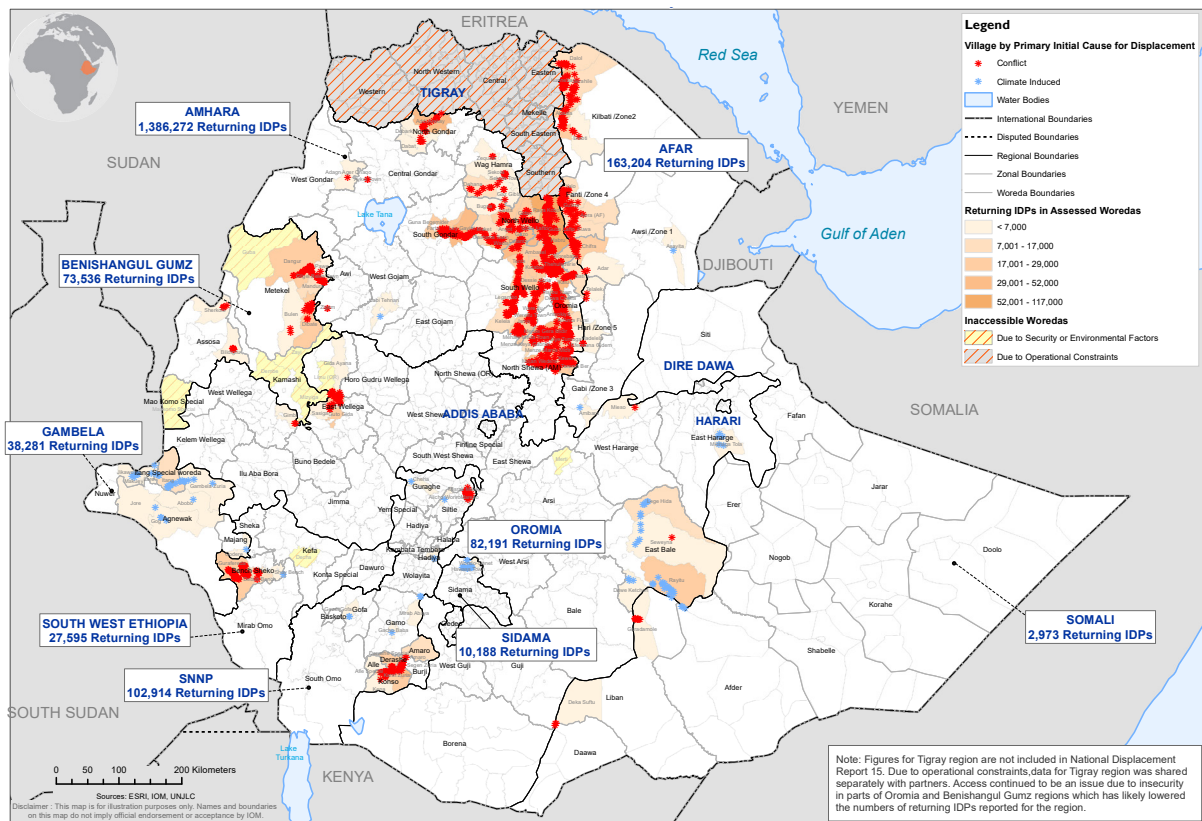 ERITREA
Red Sea
YEMEN
SUDAN
AMHARA
1,386,272 Returning IDPs
Western
North Western
TIGRAY
Central
Eastern
Mekelle
South Eastern
Southern
Kilbati /Zone2
AFAR
163,204 Returning IDPs
North Gondar
Wag Hamra
West Gondar
Central Gondar
Fanti /Zone 4
Lake Tana
South Gondar
North Wello
Awsi /Zone 1
Gulf of Aden
DJIBOUTI
BENISHANGUL GUMZ
73,536 Returning IDPs
Metekel
Awi
West Gojam
South Wello
Oromia
East Gojam
Hari /Zone 5
Siti
Assosa
Kamashi
Horo Gudru Wellega
North Shewa (OR)
North Shewa (AM)
Gabi /Zone 3
DIRE DAWA
Mao Komo Special
West Wellega
East Wellega
West Shewa
ADDIS ABABA
HARARI
Fafan
SOMALIA
GAMBELA
38,281 Returning IDPs
Kelem Wellega
Finfine Special
West Hararge
East Hararge
South West Shewa
East Shewa
Itang Special woreda
Ilu Aba Bora
Buno Bedele
Nuwer
Guraghe
Arsi
Erer
Jarar
Agnewak
Jimma
Yem Special
Siltie
Sheka
Hadiya
OROMIA
82,191 Returning IDPs
Majang
Kefa
Halaba
Kembata Tembaro
Hadiya
East Bale
Nogob
Doolo
Bench Sheko
Konta Special
Dawuro
Wolayita
West Arsi
Sidama
Korahe
SOUTH WEST ETHIOPIA
27,595 Returning IDPs
Mirab Omo
Gofa
Basketo
Gamo
Bale
SIDAMA
10,188 Returning IDPs
SOMALI
2,973 Returning IDPs
Shabelle
Amaro
Derashe
Alle
Burji
Konso
West Guji
Guji
SNNP
102,914 Returning IDPs
South Omo
Liban
Afder
SOUTH SUDAN
Borena
Daawa
Lake
Turkana
KENYA
Legend
Village by Primary Initial Cause for Displacement
Conflict
Climate Induced
Water Bodies
International Boundaries
Disputed Boundaries
Regional Boundaries
Zonal Boundaries
Woreda Boundaries
Returning IDPs in Assessed Woredas
< 7,000
7,001 - 17,000
17,001 - 29,000
29,001 - 52,000
52,001 - 117,000
Inaccessible Woredas
Due to Security or Environmental Factors
Due to Operational Constraints
0 50 100 200 Kilometers
Sources: ESRI, IOM, UNJLC
Disclaimer : This map is for illustration purposes only. Names and boundaries
on this map do not imply official endorsement or acceptance by IOM.
Note: Figures for Tigray region are not included in National Displacement
Report 15. Due to operational constraints,data for Tigray region was shared
separately with partners. Access continued to be an issue due to insecurity
in parts of Oromia and Benishangul Gumz regions which has likely lowered
the numbers of returning IDPs reported for the region.